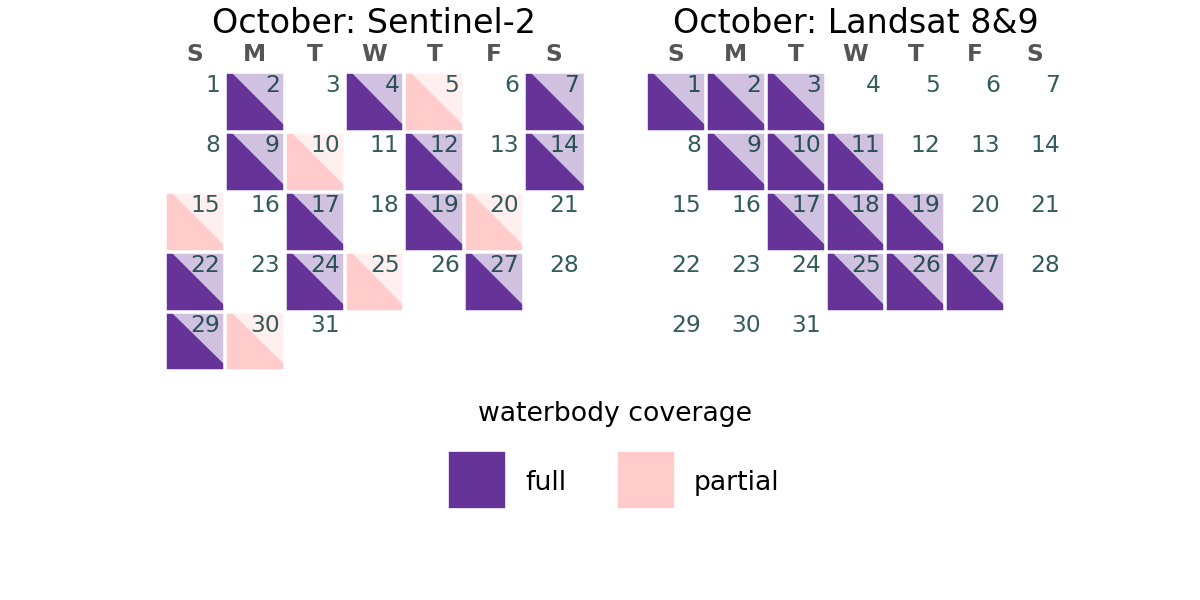 October: Sentinel-2
S M T W T F S
1 2 3 4 5 6 7
8 9 10 11 12 13 14
15 16 17 18 19 20 21
22 23 24 25 26 27 28
29 30 31
October: Landsat 8&9
S M T W T F S
1 2 3 4 5 6 7
8 9 10 11 12 13 14
15 16 17 18 19 20 21
22 23 24 25 26 27 28
29 30 31
waterbody coverage
full
partial